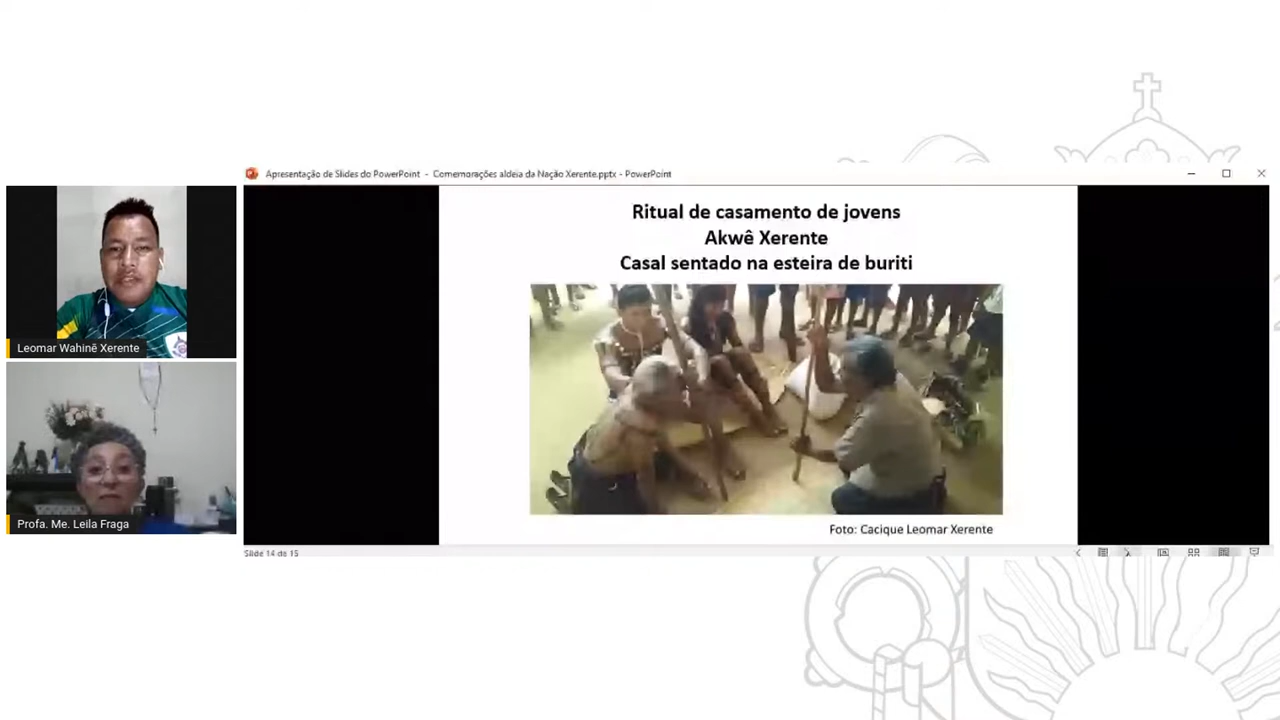 Apresentação de Slides do PowerPoint - Comemorações aldeia da Nação Xerente.pptx - PowerPoint
Ritual de casamento de jovens
Akwê Xerente
Casal sentado na esteira de buriti
Foto: Cacique Leomar Xerente
Slide 14 de 15
Leomar Wahinê Xerente
Profa. Me. Leila Fraga